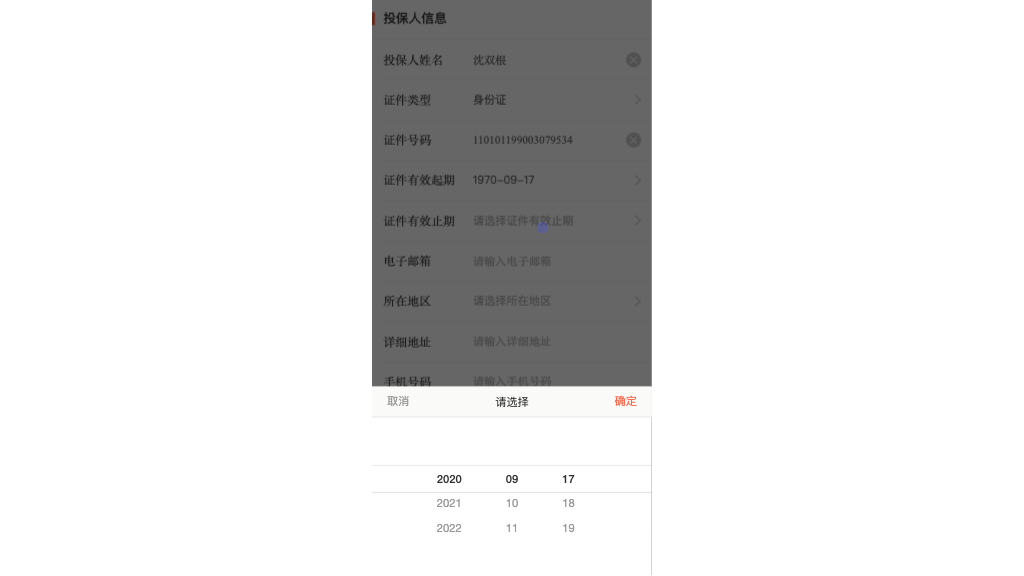 投保人信息
投保人姓名 沈双根
证件类型 身份证
证件号码 110101199003079534
证件有效起期 1970-09-17
证件有效止期 请选择证件有效止期
电子邮箱 请输入电子邮箱
所在地区 请选择所在地区
详细地址 请输入详细地址
手机号码 请输入手机号码
取消 请选择 确定
2020 09 17
2021 10 18
2022 11 19